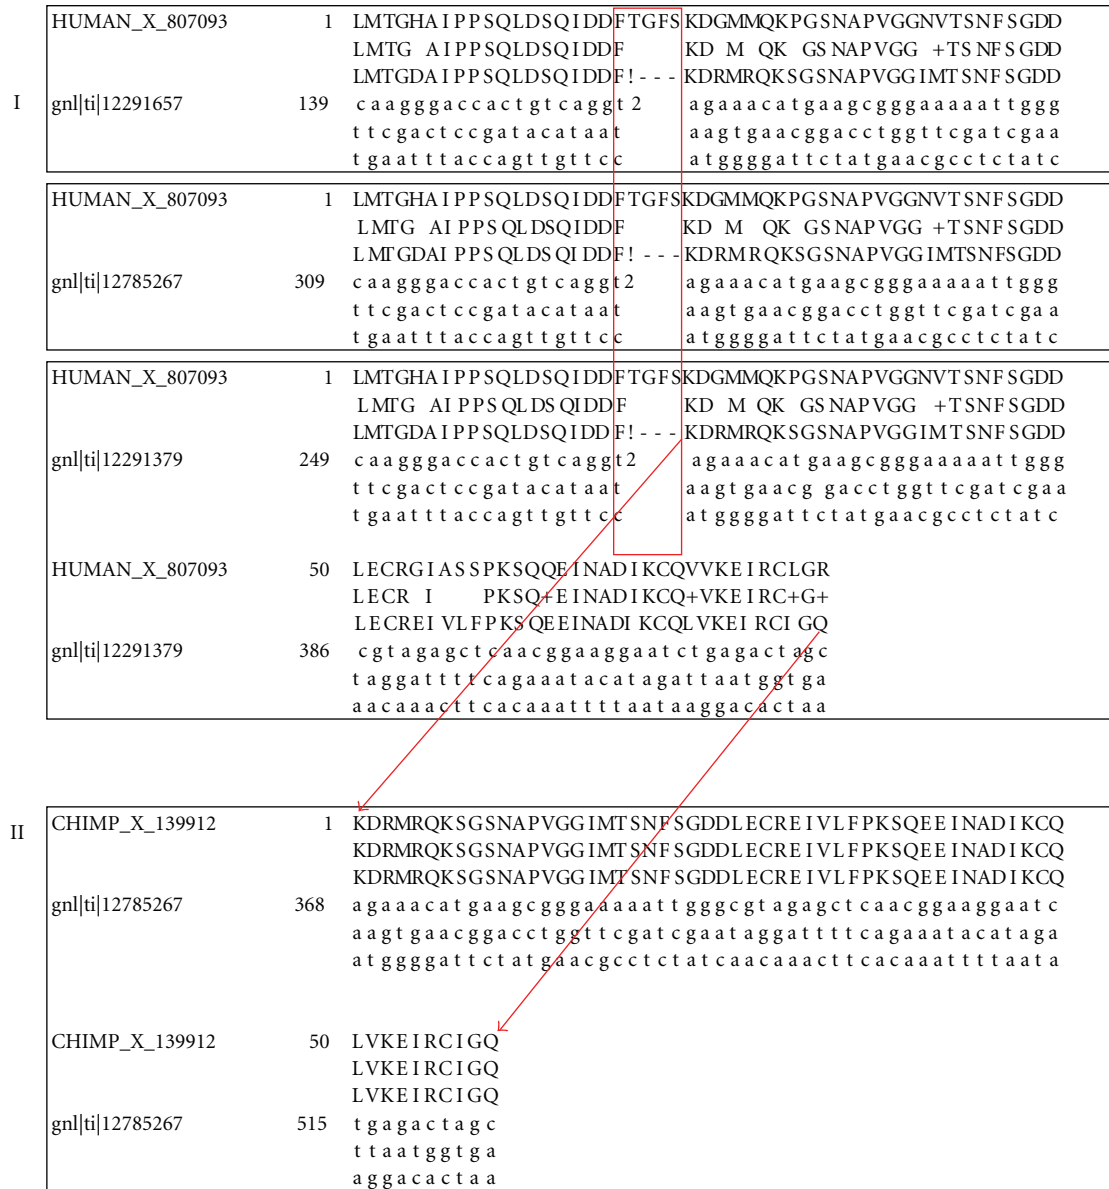 I
HUMAN_X_807093 1 LMTGHAIPPSQLDSQIDDFTGFSKDGMMQKPGSNAPVGGNVTSNFSGDD
LMTG AIPPSQLDSQIDDF KD M QK GSNAPVGG +TSNFSGDD
LMTGDAIPPSQLDSQIDDF!---KDRMRQKSGSNAPVGGIMTSNFSGDD
gnl|ti|12291657 139 caagggaccactgtcaggt2 agaaacatgaagcgggaaaaattggg
ttcgactccgatacataat aagtgaacggacctggttcgatcgaa
tgaatttaccagttgttcc atggggattctatgaacgcctctatc
HUMAN_X_807093 1 LMTGHAIPPSQLDSQIDDFTGFSKDGMMQKPGSNAPVGGNVTSNFSGDD
LMTG AIPPSQLDSQIDDF KD M QK GSNAPVGG +TSNFSGDD
LMTGDAIPPSQLDSQIDDF!---KDRMRQKSGSNAPVGGIMTSNFSGDD
gnl|ti|12785267 309 caagggaccactgtcaggt2 agaaacatgaagcgggaaaaattggg
ttcgactccgatacataat aagtgaacggacctggttcgatcgaa
tgaatttaccagttgttcc atggggattctatgaacgcctctatc
HUMAN_X_807093 1 LMTGHAIPPSQLDSQIDDFTGFSKDGMMQKPGSNAPVGGNVTSNFSGDD
LMTG AIPPSQLDSQIDDF KD M QK GSNAPVGG +TSNFSGDD
LMTGDAIPPSQLDSQIDDF!---KDRMRQKSGSNAPVGGIMTSNFSGDD
gnl|ti|12291379 249 caagggaccactgtcaggt2 agaaacatgaagcgggaaaaattggg
ttcgactccgatacataat aagtgaacggacctggttcgatcgaa
tgaatttaccagttgttcc atggggattctatgaacgcctctatc
HUMAN_X_807093 50 LECRGIASSPKSQQEINADIKCQVVKEIRCLGR
LECR I PKSQ+EINADIKCQ+VKEIRC+G+
LECREIVLFPKSQEEINADIKCQLVKEIRCIGQ
gnl|ti|12291379 386 cgtagagctcaacggaaggaatctgagactagc
taggattttcagaaatacatagattaatggtga
aacaaacttcacaaattttaataaggacactaa
II
CHIMP_X_139912 1 KDRMRQKSGSNAPVGGIMTSNFSGDDLECREIVLFPKSQEEINADIKCQ
KDRMRQKSGSNAPVGGIMTSNFSGDDLECREIVLFPKSQEEINADIKCQ
KDRMRQKSGSNAPVGGIMTSNFSGDDLECREIVLFPKSQEEINADIKCQ
gnl|ti|12785267 368 agaaacatgaagcgggaaaaattgggcgtagagctcaacggaaggaatc
aagtgaacggacctggttcgatcgaataggattttcagaaatacataga
atggggattctatgaacgcctctatcaacaaacttcacaaattttaata
CHIMP_X_139912 50 LVKEIRCIGQ
LVKEIRCIGQ
LVKEIRCIGQ
gnl|ti|12785267 515 tgagactagc
ttaatggtga
aggacactaa